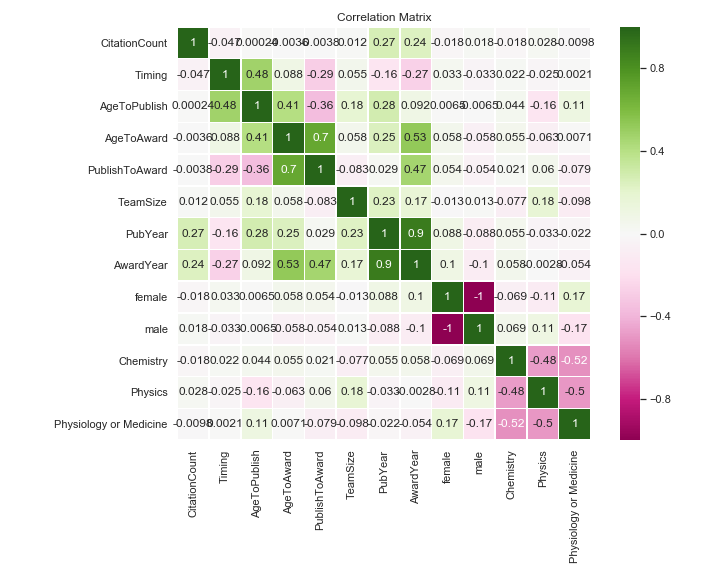 Correlation Matrix
CitationCount 1 -0.047 0.00024 -0.0036 -0.0038 0.012 0.27 0.24 -0.018 0.018 -0.018 0.028 -0.0098
Timing -0.047 1 0.48 0.088 -0.29 0.055 -0.16 -0.27 0.033 -0.033 0.022 -0.025 0.0021
AgeToPublish 0.00024 0.48 1 0.41 -0.36 0.18 0.28 0.092 0.0065 -0.0065 0.044 -0.16 0.11
AgeToAward -0.0036 0.088 0.41 1 0.7 0.058 0.25 0.53 0.058 -0.058 0.055 -0.063 0.0071
PublishToAward -0.0038 -0.29 -0.36 0.7 1 -0.083 0.029 0.47 0.054 -0.054 0.021 0.06 -0.079
TeamSize 0.012 0.055 0.18 0.058 -0.083 1 0.23 0.17 -0.013 0.013 -0.077 0.18 -0.098
PubYear 0.27 -0.16 0.28 0.25 0.029 0.23 1 0.9 0.088 -0.088 0.055 -0.033 -0.022
AwardYear 0.24 -0.27 0.092 0.53 0.47 0.17 0.9 1 0.1 -0.1 0.058 -0.0028 -0.054
female -0.018 0.033 0.0065 0.058 0.054 -0.013 0.088 0.1 1 -1 -0.069 -0.11 0.17
male 0.018 -0.033 -0.0065 -0.058 -0.054 0.013 -0.088 -0.1 -1 1 0.069 0.11 -0.17
Chemistry -0.018 0.022 0.044 0.055 0.021 -0.077 0.055 0.058 -0.069 0.069 1 -0.48 -0.52
Physics 0.028 -0.025 -0.16 -0.063 0.06 0.18 -0.033 -0.0028 -0.11 0.11 -0.48 1 -0.5
Physiology or Medicine -0.0098 0.0021 0.11 0.0071 -0.079 -0.098 -0.022 -0.054 0.17 -0.17 -0.52 -0.5 1
CitationCount
Timing
AgeToPublish
AgeToAward
PublishToAward
TeamSize
PubYear
AwardYear
female
male
Chemistry
Physics
Physiology or Medicine
0.8
0.4
0.0
−0.4
−0.8